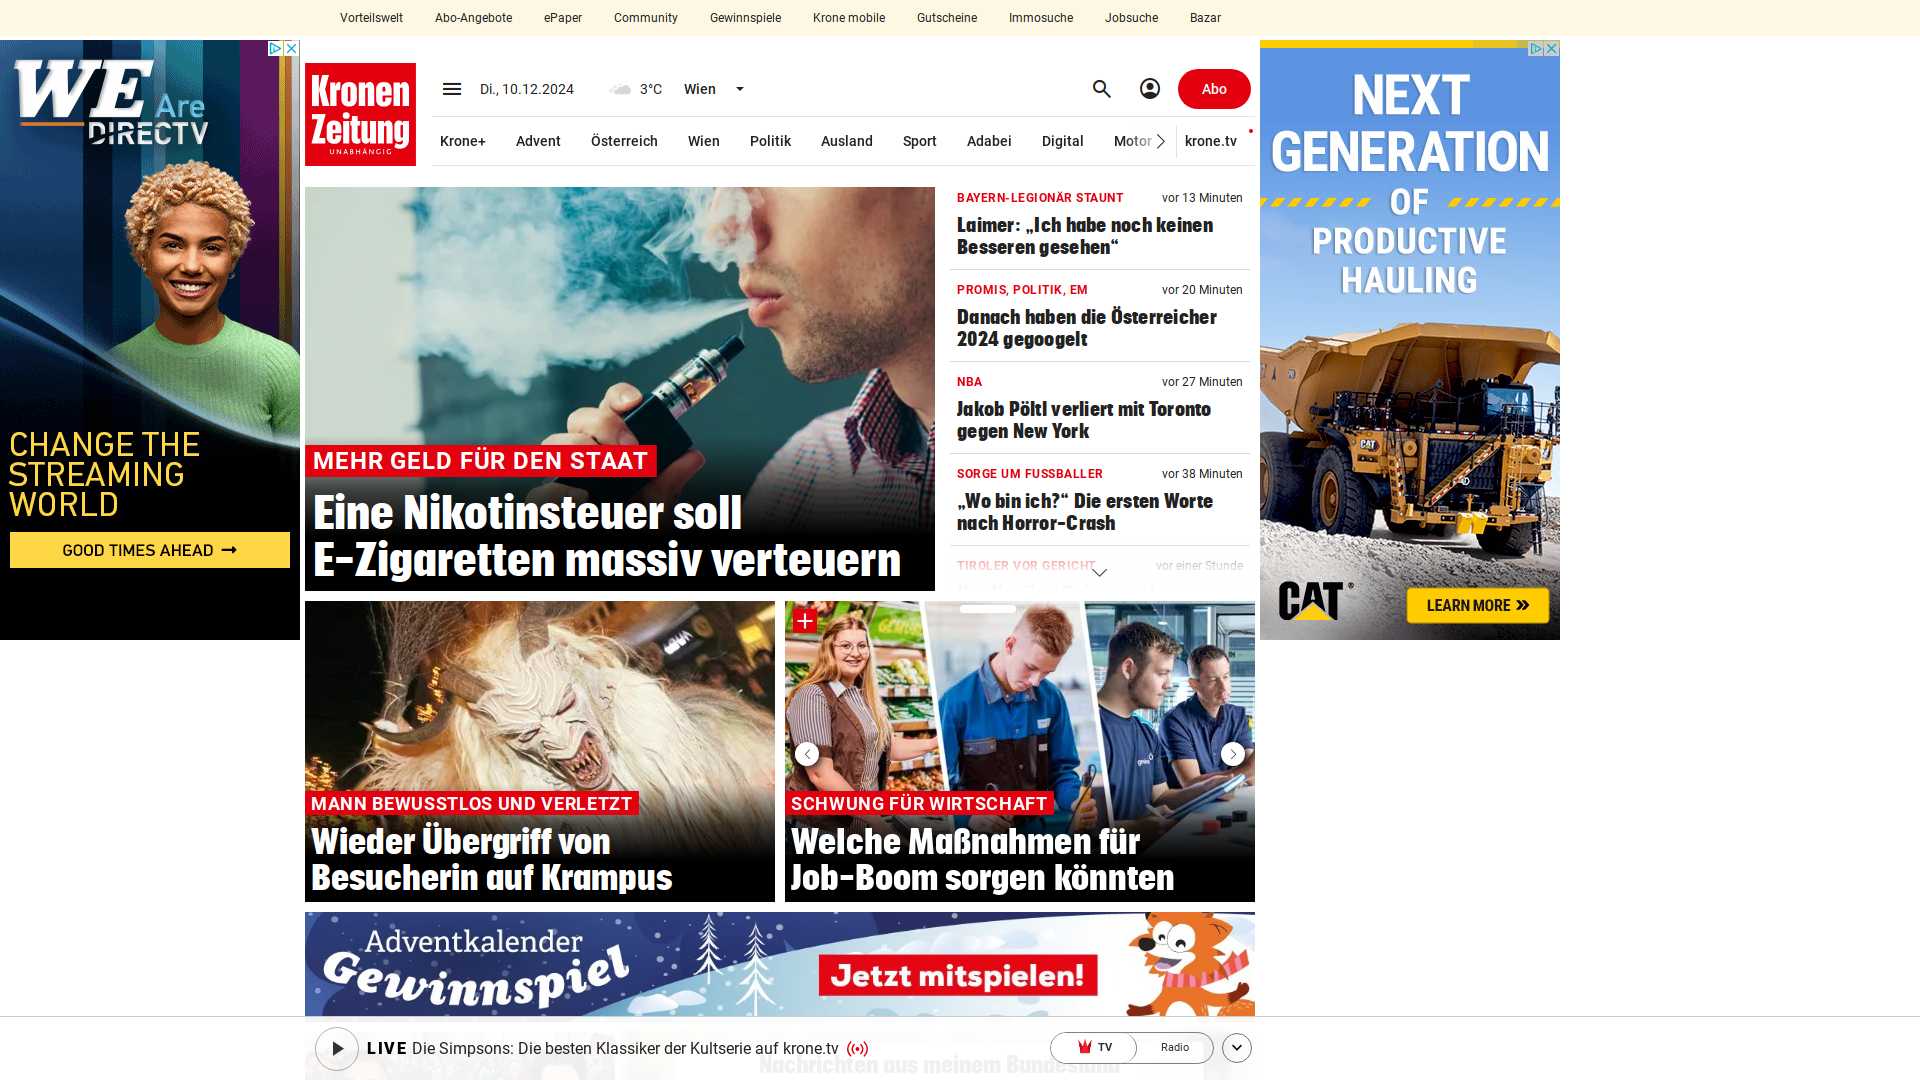 Vorteilswelt Abo-Angebote ePaper Community Gewinnspiele Krone mobile Gutscheine Immosuche Jobsuche Bazar
WE Are
DIRECTV
CHANGE THE
STREAMING
WORLD
GOOD TIMES AHEAD →
Kronen
Zeitung
UNABHÄNGIG
Di., 10.12.2024 3°C Wien
Abo
Krone+ Advent Österreich Wien Politik Ausland Sport Adabei Digital Motor krone.tv
MEHR GELD FÜR DEN STAAT
Eine Nikotinsteuer soll
E-Zigaretten massiv verteuern
BAYERN-LEGIONÄR STAUNT vor 13 Minuten
Laimer: „Ich habe noch keinen
Besseren gesehen“
PROMIS, POLITIK, EM vor 20 Minuten
Danach haben die Österreicher
2024 gegoogelt
NBA vor 27 Minuten
Jakob Pöltl verliert mit Toronto
gegen New York
SORGE UM FUSSBALLER vor 38 Minuten
„Wo bin ich?“ Die ersten Worte
nach Horror-Crash
TIROLER VOR GERICHT vor einer Stunde
MANN BEWUSSTLOS UND VERLETZT
Wieder Übergriff von
Besucherin auf Krampus
SCHWUNG FÜR WIRTSCHAFT
Welche Maßnahmen für
Job-Boom sorgen könnten
NEXT
GENERATION
OF
PRODUCTIVE
HAULING
CAT
CAT®
LEARN MORE »
Adventkalender
Gewinnspiel
Jetzt mitspielen!
LIVE Die Simpsons: Die besten Klassiker der Kultserie auf krone.tv
TV Radio
Nachrichten aus meinem Bundesland